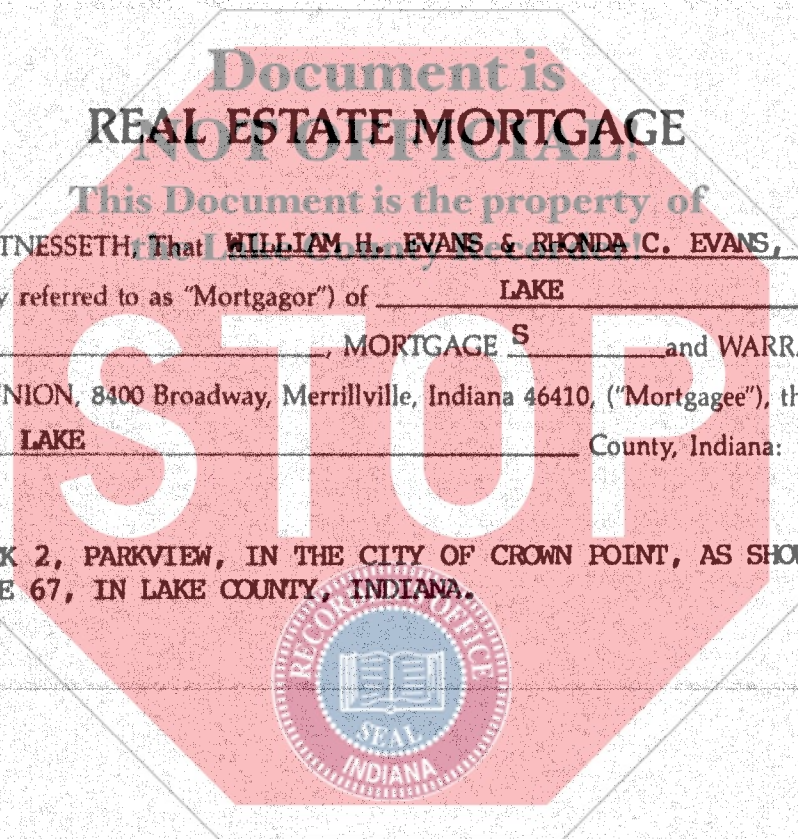 Document is
REAL ESTATE MORTGAGE
NOT OFFICIAL!
This Document is the property of
the Lake County Recorder!
TNESSETH, That WILLIAM H. EVANS & RHONDA C. EVANS,
y referred to as "Mortgagor") of LAKE
, MORTGAGE S and WARRA
NION, 8400 Broadway, Merrillville, Indiana 46410, ("Mortgagee"), th
LAKE County, Indiana:
STOP
K 2, PARKVIEW, IN THE CITY OF CROWN POINT, AS SHOW
E 67, IN LAKE COUNTY, INDIANA.
RECORDER'S OFFICE
SEAL
INDIANA